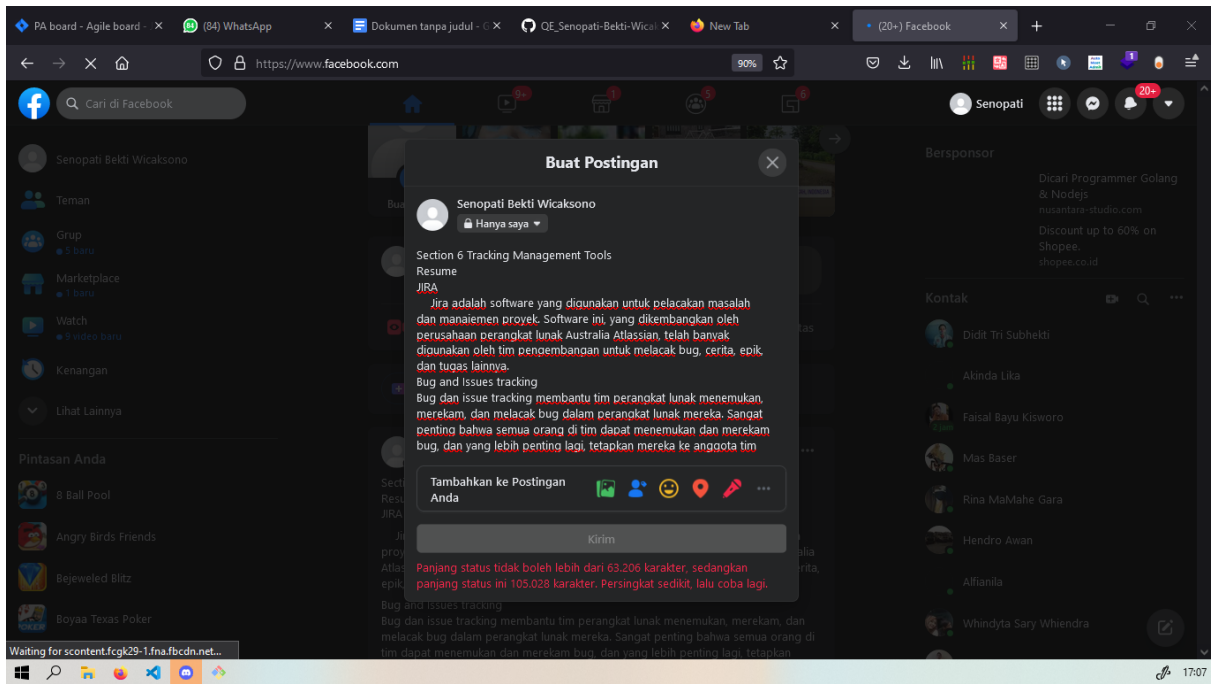 PA board - Agile board -
(84) WhatsApp
Dokumen tanpa judul - G
QE_Senopati-Bekti-Wical
New Tab
(20+) Facebook
https://www.facebook.com
90%
1
Cari di Facebook
9+
1
5
6
Senopati
20+
Senopati Bekti Wicaksono
Teman
Grup
5 baru
Marketplace
1 baru
Watch
9 video baru
Kenangan
Lihat Lainnya
Pintasan Anda
8 Ball Pool
Angry Birds Friends
Bejeweled Blitz
Boyaa Texas Poker
Waiting for scontent.fcgk29-1.fna.fbcdn.net...
Buat Postingan
Senopati Bekti Wicaksono
Hanya saya
Section 6 Tracking Management Tools
Resume
JIRA
Jira adalah software yang digunakan untuk pelacakan masalah
dan manajemen proyek. Software ini, yang dikembangkan oleh
perusahaan perangkat lunak Australia Atlassian, telah banyak
digunakan oleh tim pengembangan untuk melacak bug, cerita, epik,
dan tugas lainnya.
Bug and Issues tracking
Bug dan issue tracking membantu tim perangkat lunak menemukan,
merekam, dan melacak bug dalam perangkat lunak mereka. Sangat
penting bahwa semua orang di tim dapat menemukan dan merekam
bug, dan yang lebih penting lagi, tetapkan mereka ke anggota tim
Tambahkan ke Postingan
Anda
Kirim
Panjang status tidak boleh lebih dari 63.206 karakter, sedangkan
panjang status ini 105.028 karakter. Persingkat sedikit, lalu coba lagi.
Bug and Issues tracking
Bug dan issue tracking membantu tim perangkat lunak menemukan, merekam, dan
melacak bug dalam perangkat lunak mereka. Sangat penting bahwa semua orang di
tim dapat menemukan dan merekam bug, dan yang lebih penting lagi, tetapkan
Bersponsor
Dicari Programmer Golang
& Nodejs
nusantara-studio.com
Discount up to 60% on
Shopee.
shopee.co.id
Kontak
Didit Tri Subhekti
Akinda Lika
Faisal Bayu Kisworo
Mas Baser
Rina MaMahe Gara
Hendro Awan
Alfianila
Whindyta Sary Whiendra
17:07